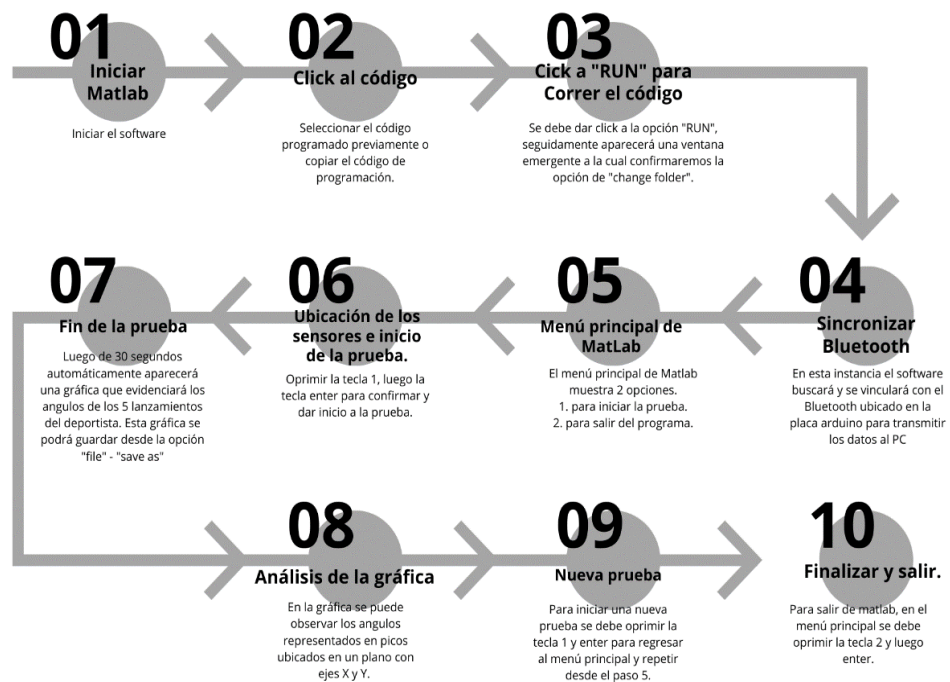 01
Iniciar
Matlab
Iniciar el software
02
Click al código
Seleccionar el código
programado previamente o
copiar el código de
programación.
03
Cick a "RUN" para
Correr el código
Se debe dar click a la opción "RUN",
seguidamente aparecerá una ventana
emergente a la cual confirmaremos la
opción de "change folder".
04
Sincronizar
Bluetooth
En esta instancia el software
buscará y se vinculará con el
Bluetooth ubicado en la
placa arduino para transmitir
los datos al PC
05
Menú principal de
MatLab
El menú principal de Matlab
muestra 2 opciones.
1. para iniciar la prueba.
2. para salir del programa.
06
Ubicación de los
sensores e inicio
de la prueba.
Oprimir la tecla 1, luego la
tecla enter para confirmar y
dar inicio a la prueba.
07
Fin de la prueba
Luego de 30 segundos
automáticamente aparecerá
una gráfica que evidenciará los
angulos de los 5 lanzamientos
del deportista. Esta gráfica se
podrá guardar desde la opción
"file" - "save as"
08
Análisis de la gráfica
En la gráfica se puede
observar los angulos
representados en picos
ubicados en un plano con
ejes X y Y.
09
Nueva prueba
Para iniciar una nueva
prueba se debe oprimir la
tecla 1 y enter para regresar
al menú principal y repetir
desde el paso 5.
10
Finalizar y salir.
Para salir de matlab, en el
menú principal se debe
oprimir la tecla 2 y luego
enter.